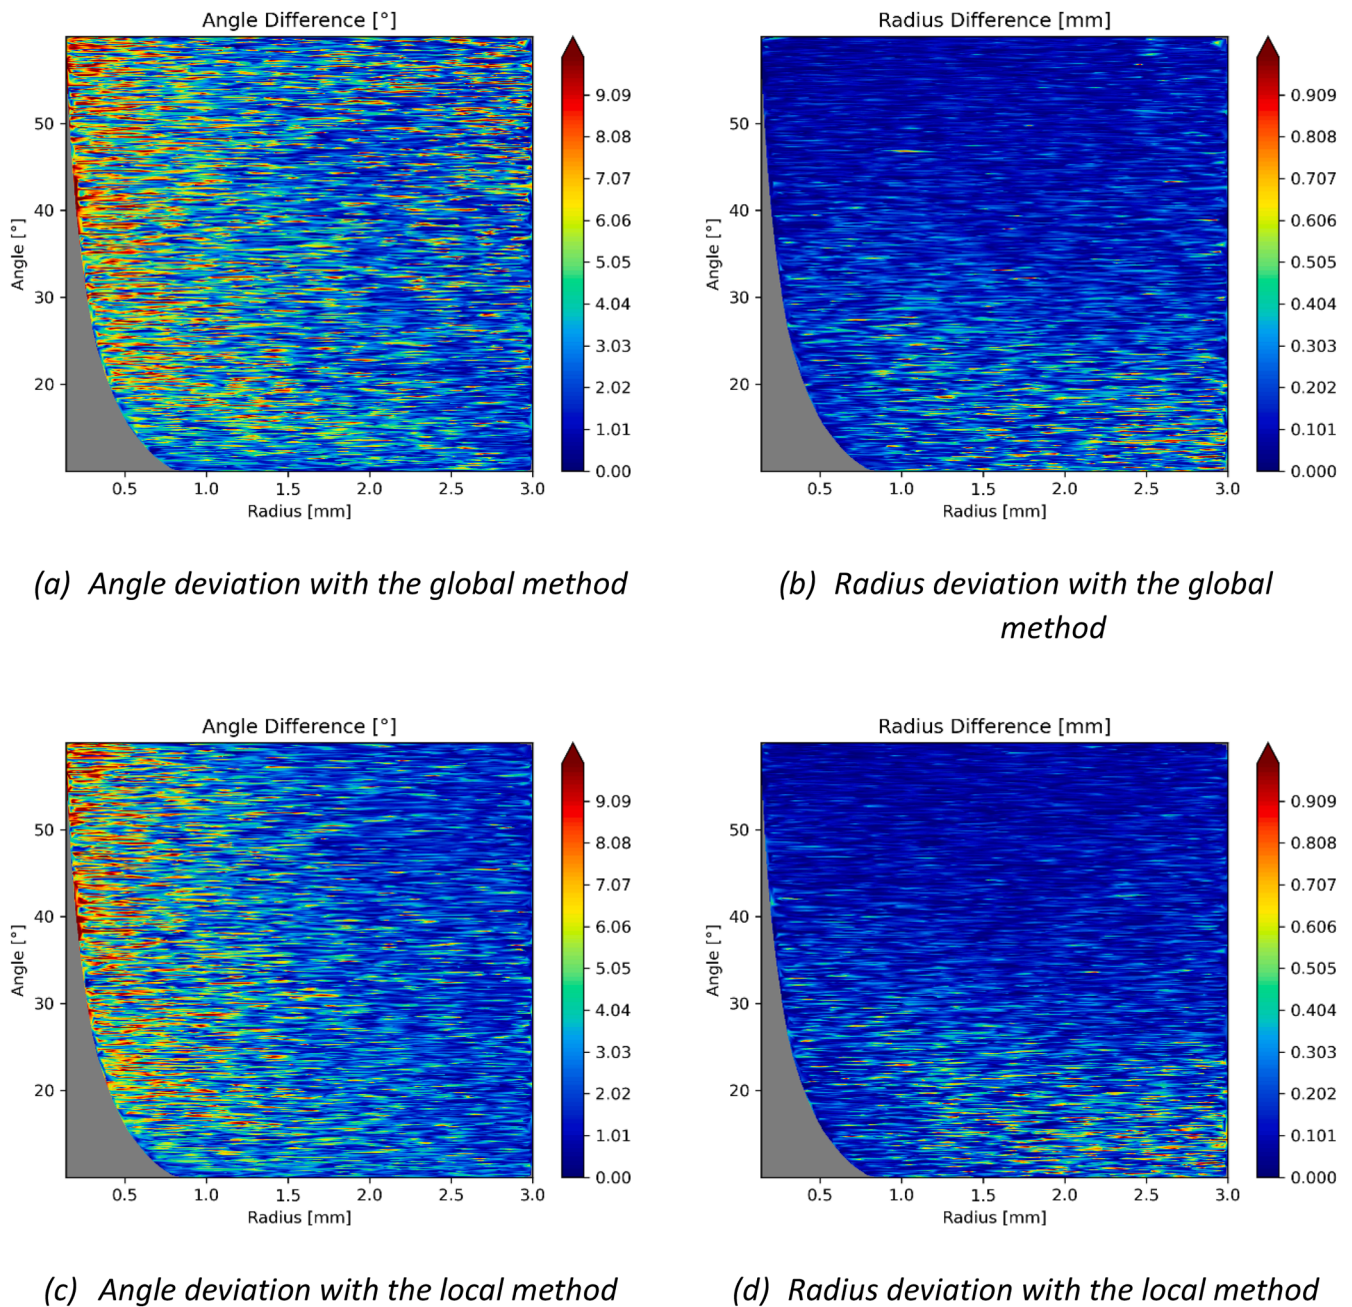 Angle Difference [°]
Radius Difference [mm]
Angle [°]
50
40
30
20
0.5 1.0 1.5 2.0 2.5 3.0
Radius [mm]
9.09
8.08
7.07
6.06
5.05
4.04
3.03
2.02
1.01
0.00
Angle [°]
50
40
30
20
0.5 1.0 1.5 2.0 2.5 3.0
Radius [mm]
0.909
0.808
0.707
0.606
0.505
0.404
0.303
0.202
0.101
0.000
(a) Angle deviation with the global method
(b) Radius deviation with the global
method
Angle Difference [°]
Radius Difference [mm]
Angle [°]
50
40
30
20
0.5 1.0 1.5 2.0 2.5 3.0
Radius [mm]
9.09
8.08
7.07
6.06
5.05
4.04
3.03
2.02
1.01
0.00
Angle [°]
50
40
30
20
0.5 1.0 1.5 2.0 2.5 3.0
Radius [mm]
0.909
0.808
0.707
0.606
0.505
0.404
0.303
0.202
0.101
0.000
(c) Angle deviation with the local method
(d) Radius deviation with the local method